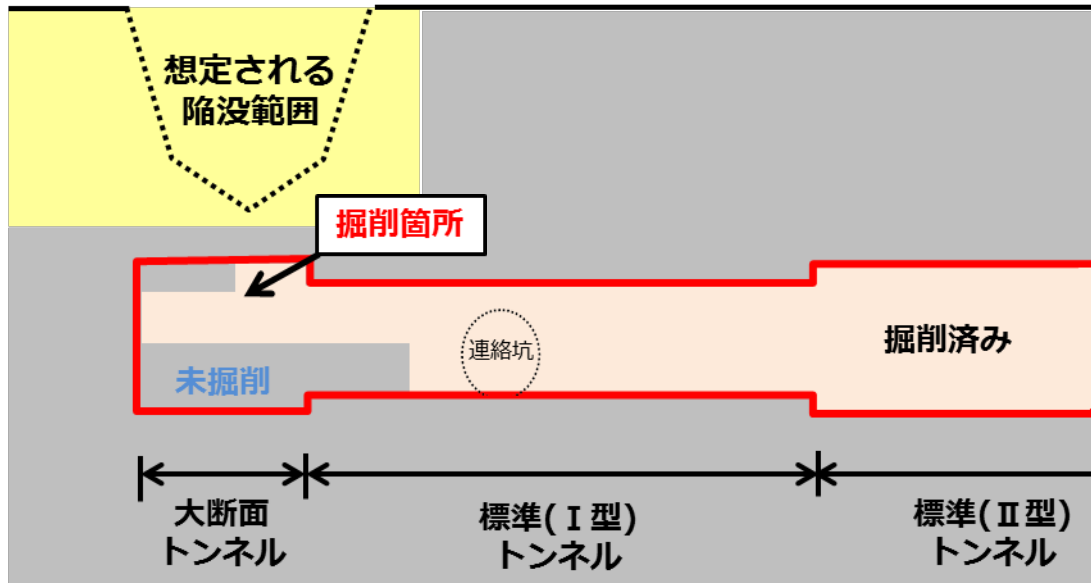 想定される
陥没範囲
掘削箇所
連絡坑
掘削済み
未掘削
大断面
トンネル
標準(Ⅰ型)
トンネル
標準(Ⅱ型)
トンネル